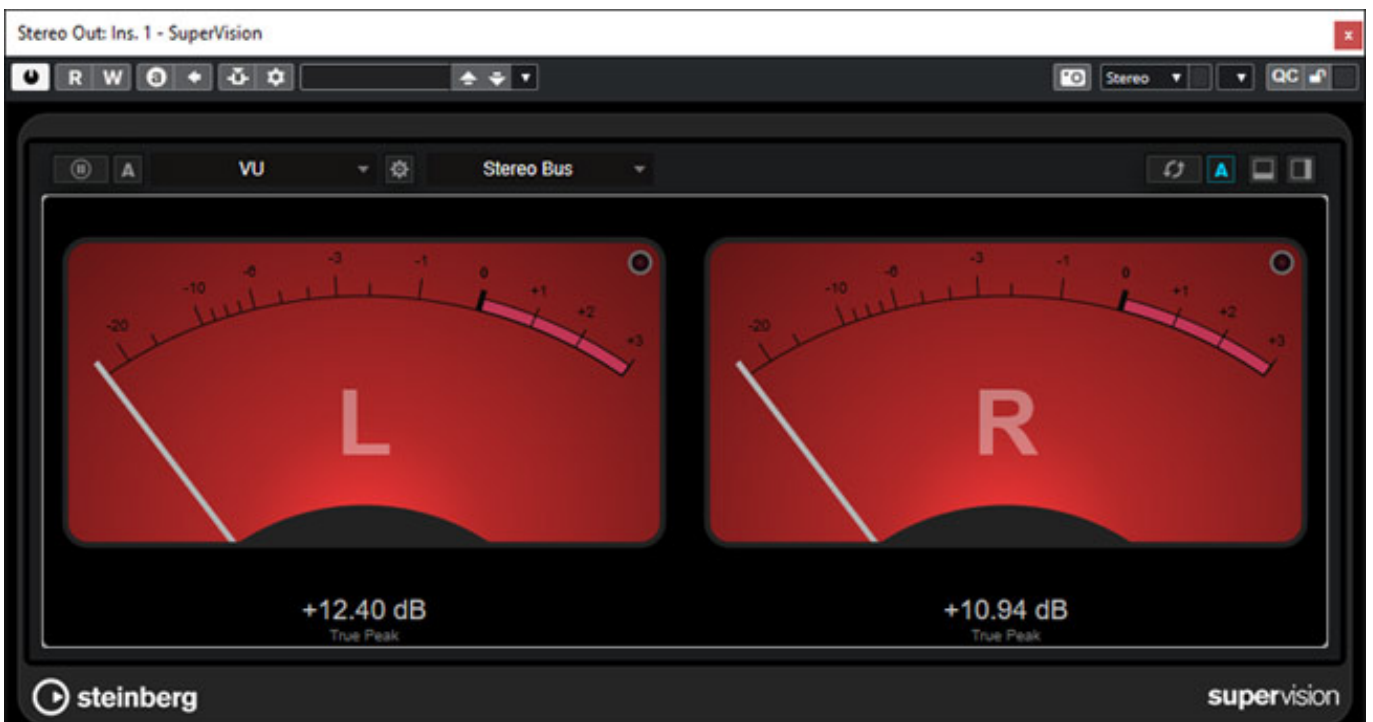 Stereo Out: Ins. 1 - SuperVision
x
R W a Stereo QC
A VU Stereo Bus A
-20 -10 -6 -3 -1 0 +1 +2 +3
L
-20 -10 -6 -3 -1 0 +1 +2 +3
R
+12.40 dB
True Peak
+10.94 dB
True Peak
steinberg
supervision